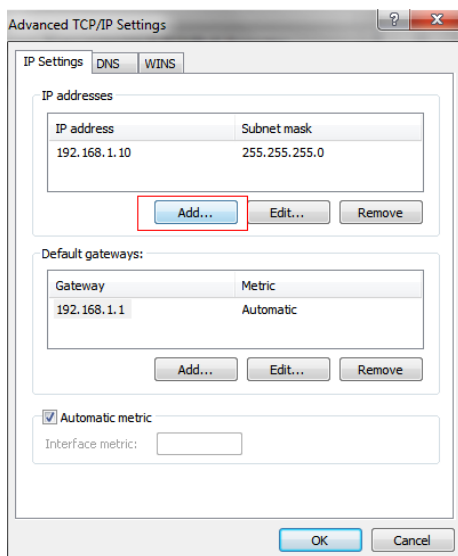 Advanced TCP/IP Settings
?
X
IP Settings DNS WINS
IP addresses
IP address Subnet mask
192.168.1.10 255.255.255.0
Add... Edit... Remove
Default gateways:
Gateway Metric
192.168.1.1 Automatic
Add... Edit... Remove
Automatic metric
Interface metric:
OK Cancel